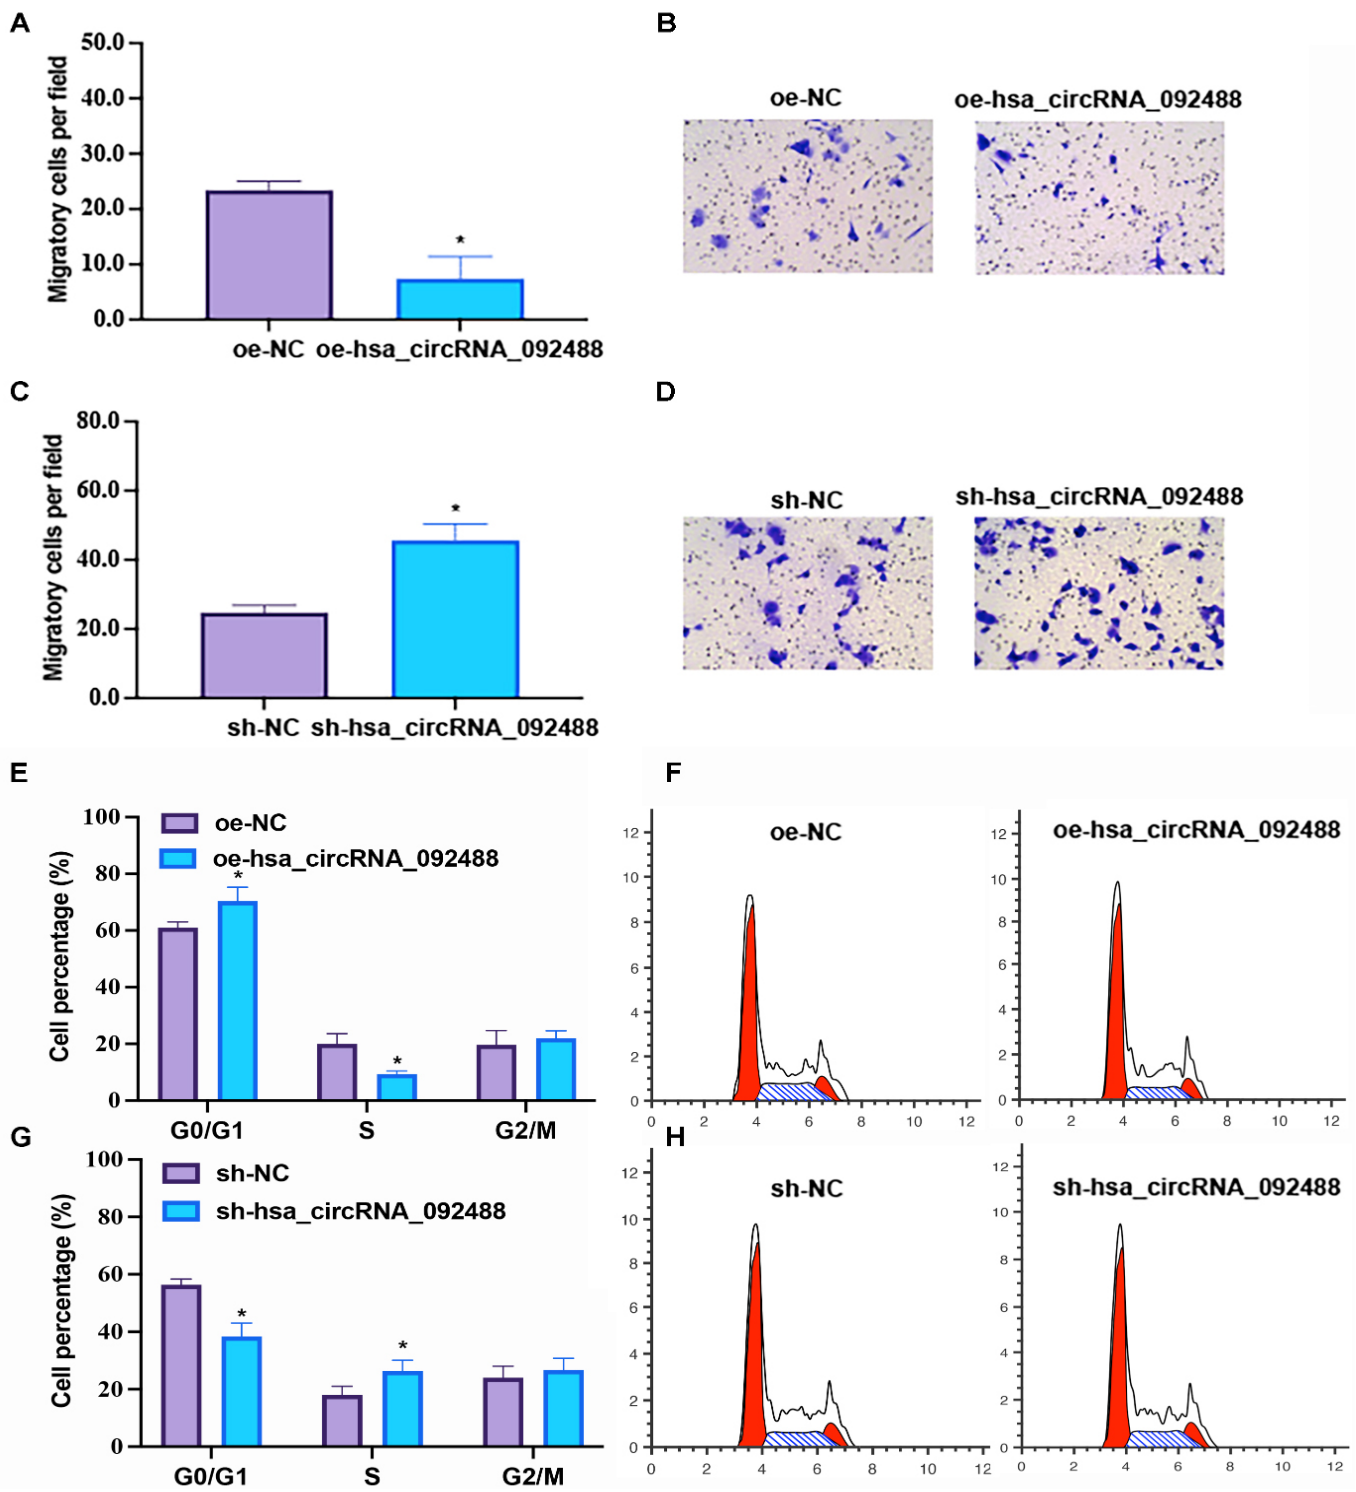 A
B
Migratory cells per field
50.0
40.0
30.0
20.0
10.0
0.0
*
oe-NC oe-hsa_circRNA_092488
oe-NC oe-hsa_circRNA_092488
C
D
Migratory cells per field
80.0
60.0
40.0
20.0
0.0
*
sh-NC sh-hsa_circRNA_092488
sh-NC sh-hsa_circRNA_092488
E
F
Cell percentage (%)
100
80
60
40
20
0
oe-NC
oe-hsa_circRNA_092488
*
*
G0/G1 S G2/M
oe-NC
12
10
8
6
4
2
0
0 2 4 6 8 10 12
oe-hsa_circRNA_092488
12
10
8
6
4
2
0
0 2 4 6 8 10 12
G
H
Cell percentage (%)
100
80
60
40
20
0
sh-NC
sh-hsa_circRNA_092488
*
*
G0/G1 S G2/M
sh-NC
12
10
8
6
4
2
0
0 2 4 6 8 10 12
sh-hsa_circRNA_092488
12
10
8
6
4
2
0
0 2 4 6 8 10 12